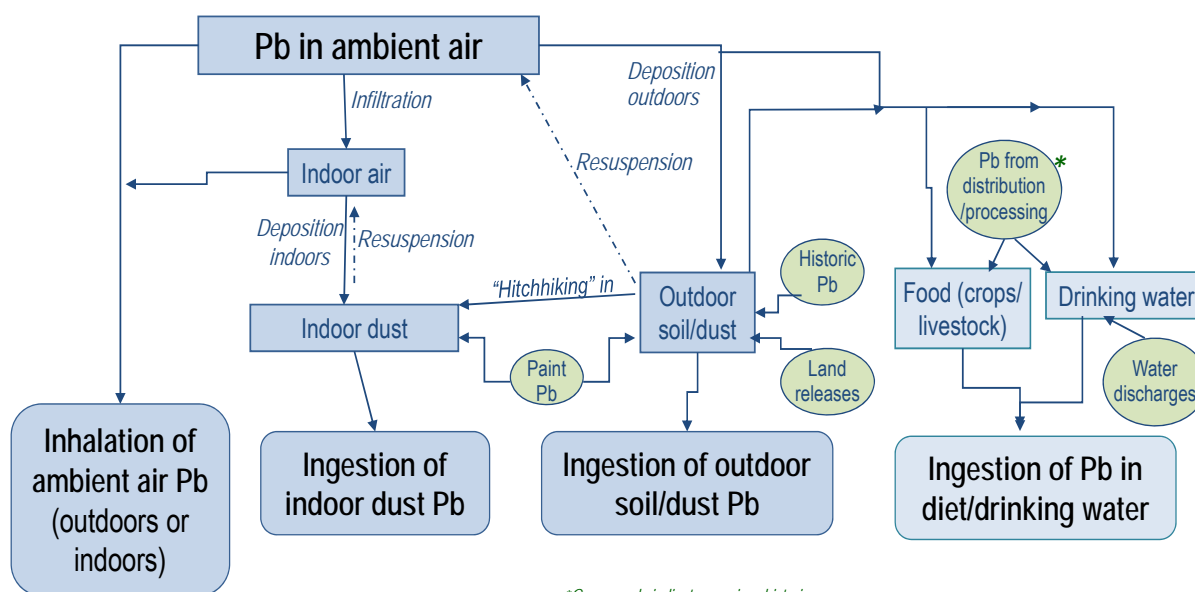 Pb in ambient air
Deposition
outdoors
Infiltration
Resuspension
Indoor air
Pb from
distribution
/processing
*
Deposition
indoors
Resuspension
"Hitchhiking" in
Historic
Pb
Outdoor
soil/dust
Indoor dust
Food (crops/
livestock)
Drinking water
Paint
Pb
Land
releases
Water
discharges
Inhalation of
ambient air Pb
(outdoors or
indoors)
Ingestion of
indoor dust Pb
Ingestion of outdoor
soil/dust Pb
Ingestion of Pb in
diet/drinking water